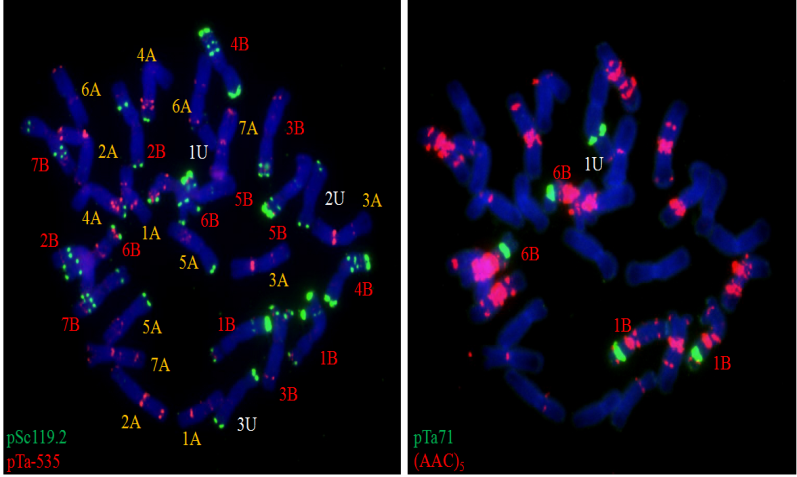 4B
4A
6A
6A
7A
3B
2A
2B
1U
7B
5B
2U
3A
4A
6B
1A
5B
2B
6B
5A
3A
4B
7B
5A
1B
1B
7A
3B
2A
3U
1A
pSc119.2
pTa-535
1U
6B
6B
1B
1B
pTa71
(AAC)5